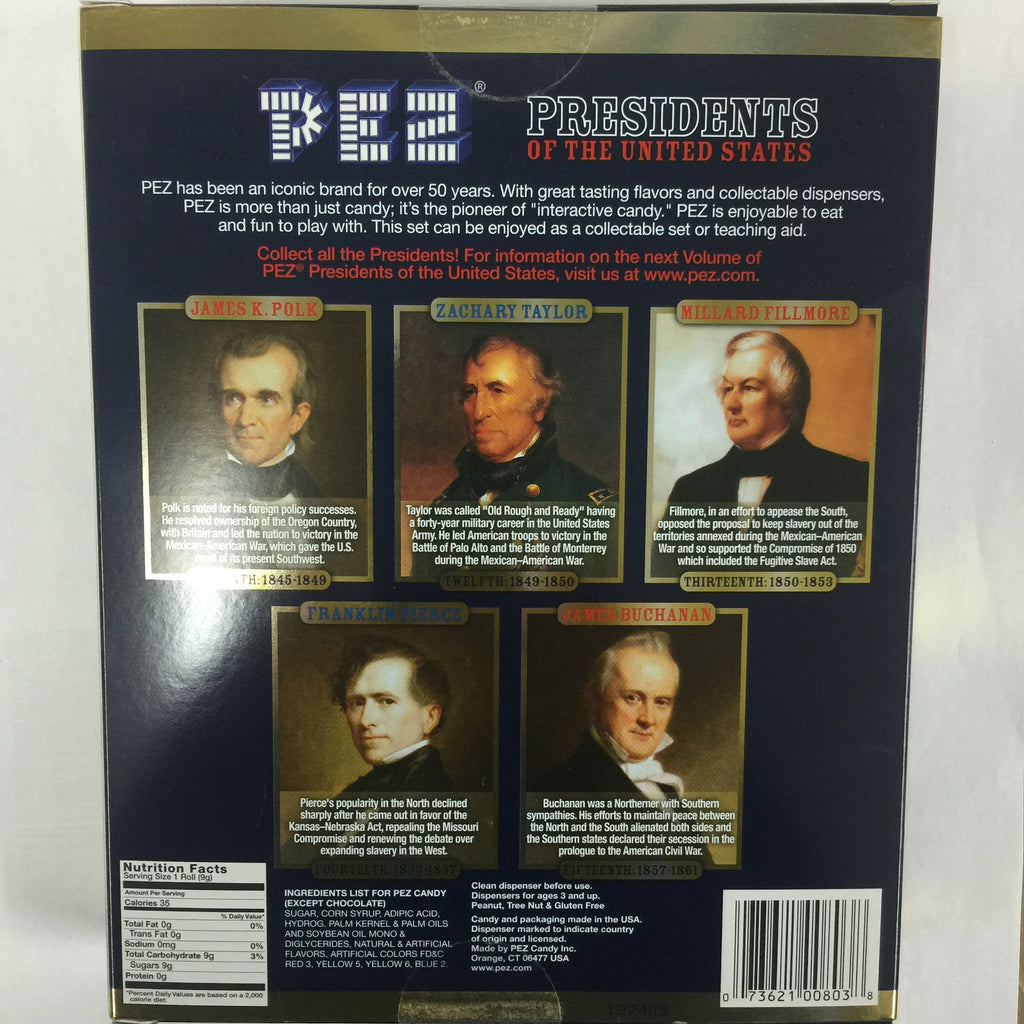 PEZ®
PRESIDENTS
OF THE UNITED STATES
PEZ has been an iconic brand for over 50 years. With great tasting flavors and collectable dispensers,
PEZ is more than just candy; it's the pioneer of "interactive candy." PEZ is enjoyable to eat
and fun to play with. This set can be enjoyed as a collectable set or teaching aid.
Collect all the Presidents! For information on the next Volume of
PEZ® Presidents of the United States, visit us at www.pez.com.
JAMES K. POLK
Polk is noted for his foreign policy successes.
He resolved ownership of the Oregon Country,
with Britain and led the nation to victory in the
Mexican–American War, which gave the U.S.
most of its present Southwest.
1845-1849
ZACHARY TAYLOR
Taylor was called "Old Rough and Ready" having
a forty-year military career in the United States
Army. He led American troops to victory in the
Battle of Palo Alto and the Battle of Monterrey
during the Mexican–American War.
TWELFTH: 1849-1850
MILLARD FILLMORE
Fillmore, in an effort to appease the South,
opposed the proposal to keep slavery out of the
territories annexed during the Mexican–American
War and so supported the Compromise of 1850
which included the Fugitive Slave Act.
THIRTEENTH: 1850-1853
FRANKLIN PIERCE
Pierce's popularity in the North declined
sharply after he came out in favor of the
Kansas–Nebraska Act, repealing the Missouri
Compromise and renewing the debate over
expanding slavery in the West.
FOURTEENTH: 1853-1857
JAMES BUCHANAN
Buchanan was a Northerner with Southern
sympathies. His efforts to maintain peace between
the North and the South alienated both sides and
the Southern states declared their secession in the
prologue to the American Civil War.
FIFTEENTH: 1857-1861
Nutrition Facts
Serving Size 1 Roll (9g)
Amount Per Serving
Calories 35
% Daily Value*
Total Fat 0g 0%
Trans Fat 0g
Sodium 0mg 0%
Total Carbohydrate 9g 3%
Sugars 9g
Protein 0g
*Percent Daily Values are based on a 2,000
calorie diet.
INGREDIENTS LIST FOR PEZ CANDY
(EXCEPT CHOCOLATE)
SUGAR, CORN SYRUP, ADIPIC ACID,
HYDROG. PALM KERNEL & PALM OILS
AND SOYBEAN OIL MONO &
DIGLYCERIDES, NATURAL & ARTIFICIAL
FLAVORS, ARTIFICIAL COLORS FD&C
RED 3, YELLOW 5, YELLOW 6, BLUE 2.
Clean dispenser before use.
Dispensers for ages 3 and up.
Peanut, Tree Nut & Gluten Free
Candy and packaging made in the USA.
Dispenser marked to indicate country
of origin and licensed.
Made by PEZ Candy Inc.
Orange, CT 06477 USA
www.pez.com
0 73621 00803 8